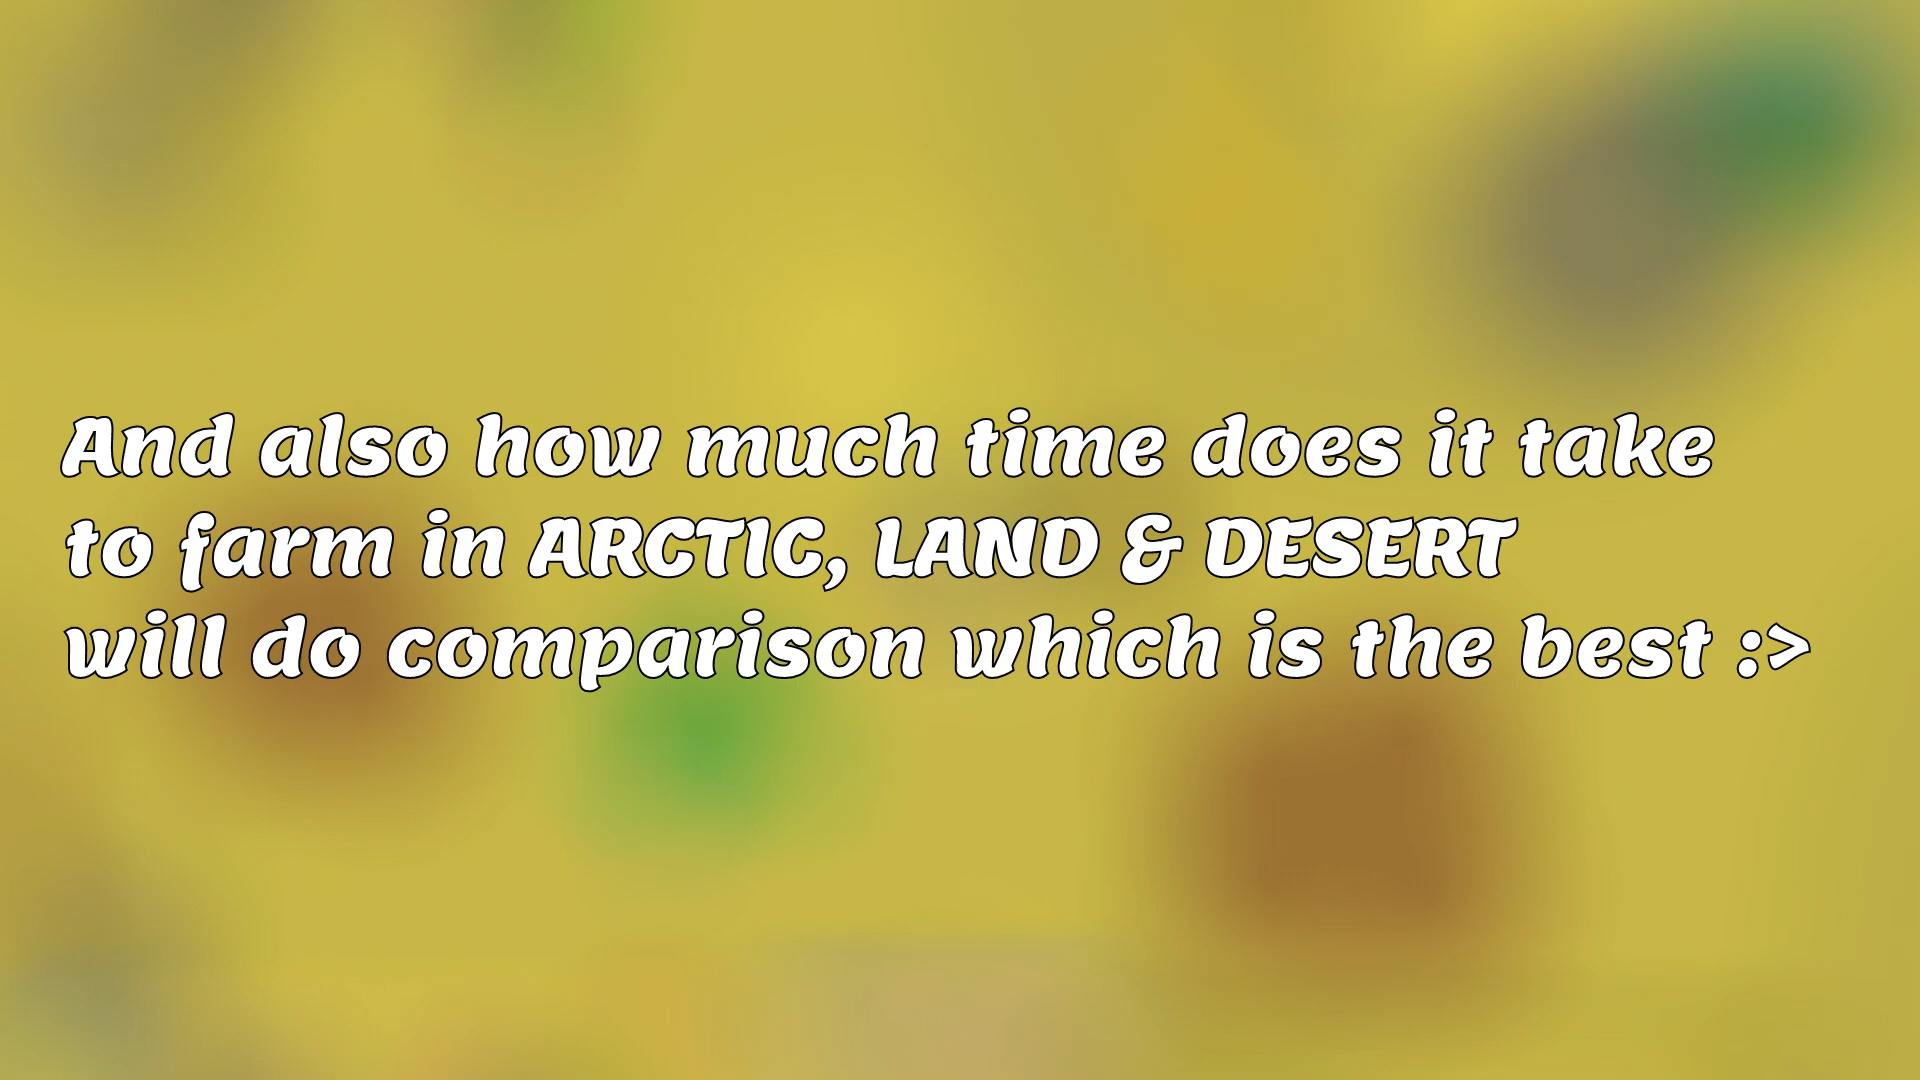 And also how much time does it take
to farm in ARCTIC, LAND & DESERT
will do comparison which is the best :>